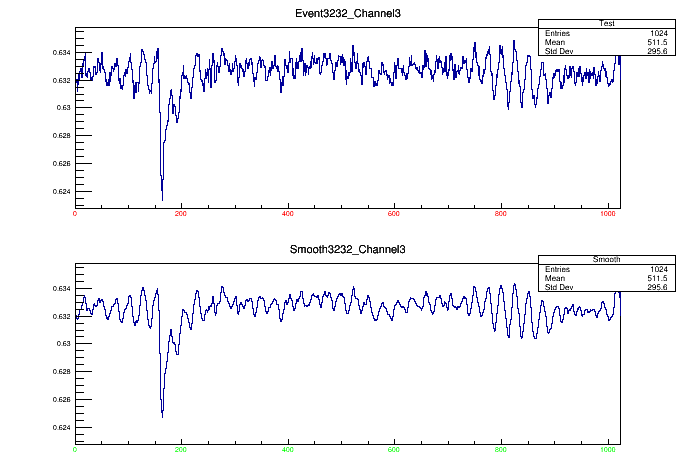 Event3232_Channel3
Test
Entries 1024
Mean 511.5
Std Dev 295.6
0.634
0.632
0.63
0.628
0.626
0.624
0 200 400 600 800 1000
Smooth3232_Channel3
Smooth
Entries 1024
Mean 511.5
Std Dev 295.6
0.634
0.632
0.63
0.628
0.626
0.624
0 200 400 600 800 1000